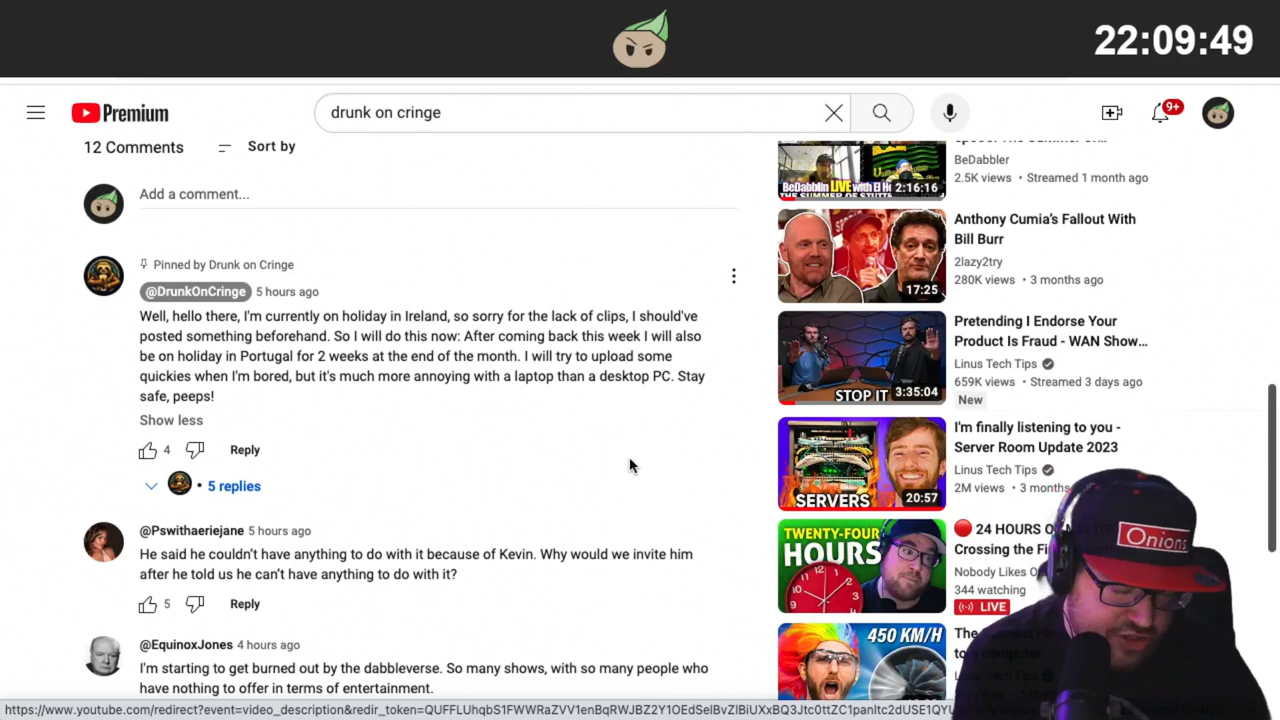 22:09:49
Premium
drunk on cringe
9+
12 Comments
Sort by
Add a comment...
Pinned by Drunk on Cringe
@DrunkOnCringe 5 hours ago
Well, hello there, I'm currently on holiday in Ireland, so sorry for the lack of clips, I should've
posted something beforehand. So I will do this now: After coming back this week I will also
be on holiday in Portugal for 2 weeks at the end of the month. I will try to upload some
quickies when I'm bored, but it's much more annoying with a laptop than a desktop PC. Stay
safe, peeps!
Show less
4
Reply
• 5 replies
@Pswithaeriejane 5 hours ago
He said he couldn't have anything to do with it because of Kevin. Why would we invite him
after he told us he can't have anything to do with it?
5
Reply
@EquinoxJones 4 hours ago
I'm starting to get burned out by the dabbleverse. So many shows, with so many people who
have nothing to offer in terms of entertainment.
BeDabblin LIVE with El
2:16:16
BeDabbler
2.5K views • Streamed 1 month ago
17:25
Anthony Cumia's Fallout With
Bill Burr
2lazy2try
280K views • 3 months ago
STOP IT
3:35:04
Pretending I Endorse Your
Product Is Fraud - WAN Show...
Linus Tech Tips
659K views • Streamed 3 days ago
New
SERVERS
20:57
I'm finally listening to you -
Server Room Update 2023
Linus Tech Tips
2M views • 3 months
TWENTY-FOUR
HOURS
24 HOURS O
Crossing the Fi
Nobody Likes O
344 watching
LIVE
450 KM/H
The
Onions